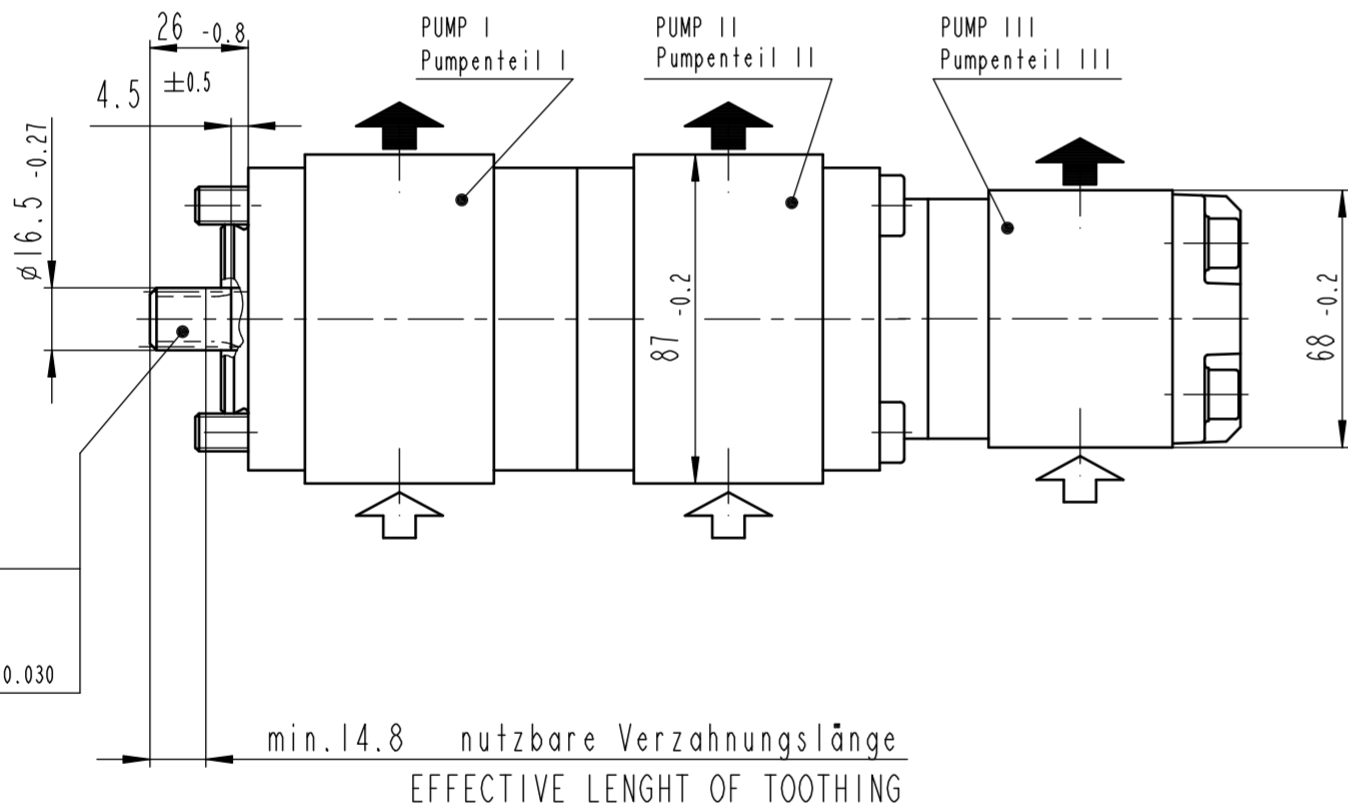 26 -0.8
4.5 ±0.5
ø16.5 -0.27
PUMP I
Pumpenteil I
PUMP II
Pumpenteil II
PUMP III
Pumpenteil III
87 -0.2
68 -0.2
0.030
min.14.8 nutzbare Verzahnungslänge
EFFECTIVE LENGHT OF TOOTHING